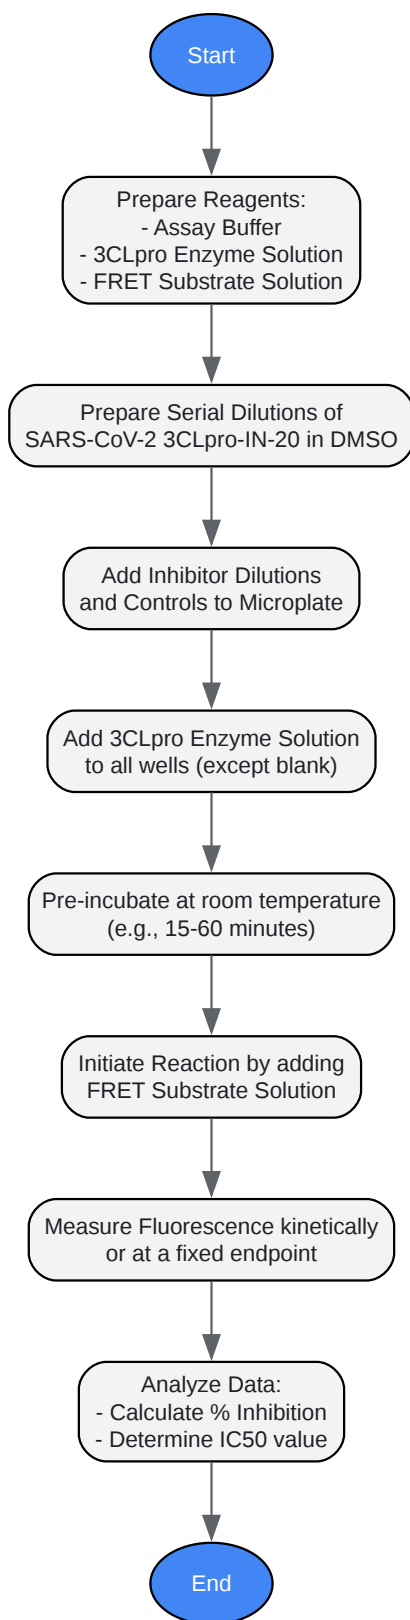 Start
Prepare Reagents:
- Assay Buffer
- 3CLpro Enzyme Solution
- FRET Substrate Solution
Prepare Serial Dilutions of
SARS-CoV-2 3CLpro-IN-20 in DMSO
Add Inhibitor Dilutions
and Controls to Microplate
Add 3CLpro Enzyme Solution
to all wells (except blank)
Pre-incubate at room temperature
(e.g., 15-60 minutes)
Initiate Reaction by adding
FRET Substrate Solution
Measure Fluorescence kinetically
or at a fixed endpoint
Analyze Data:
- Calculate % Inhibition
- Determine IC50 value
End